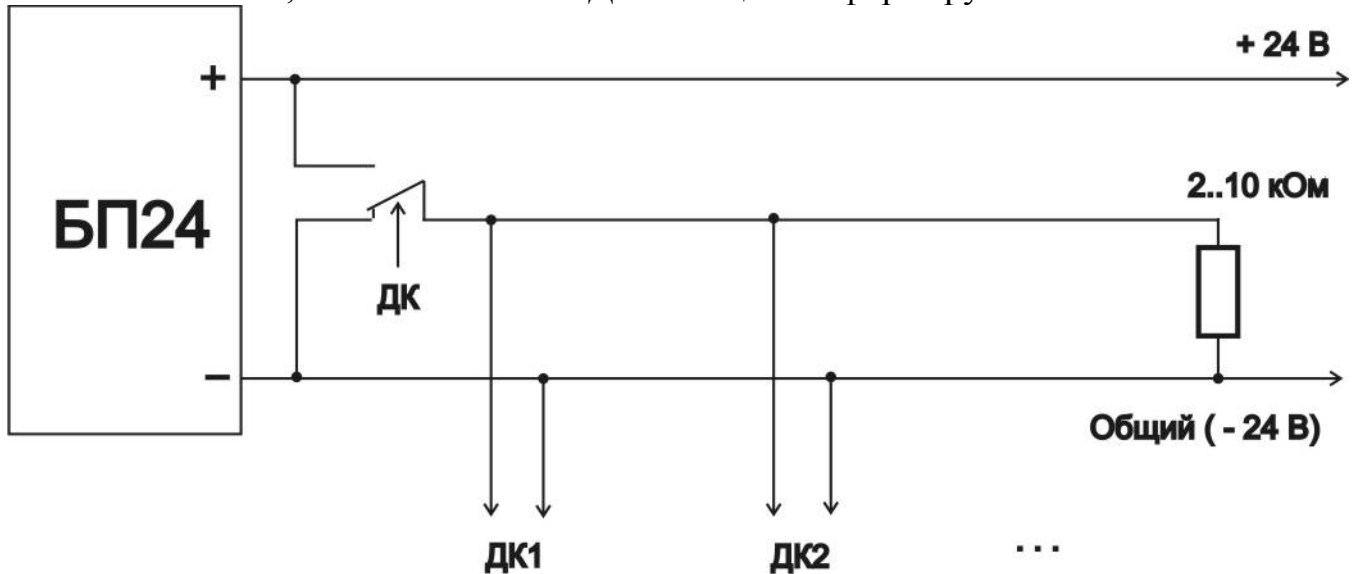 + 24 В
+
2..10 кОм
БП24
ДК
−
Общий ( - 24 В)
ДК1
ДК2
. . .